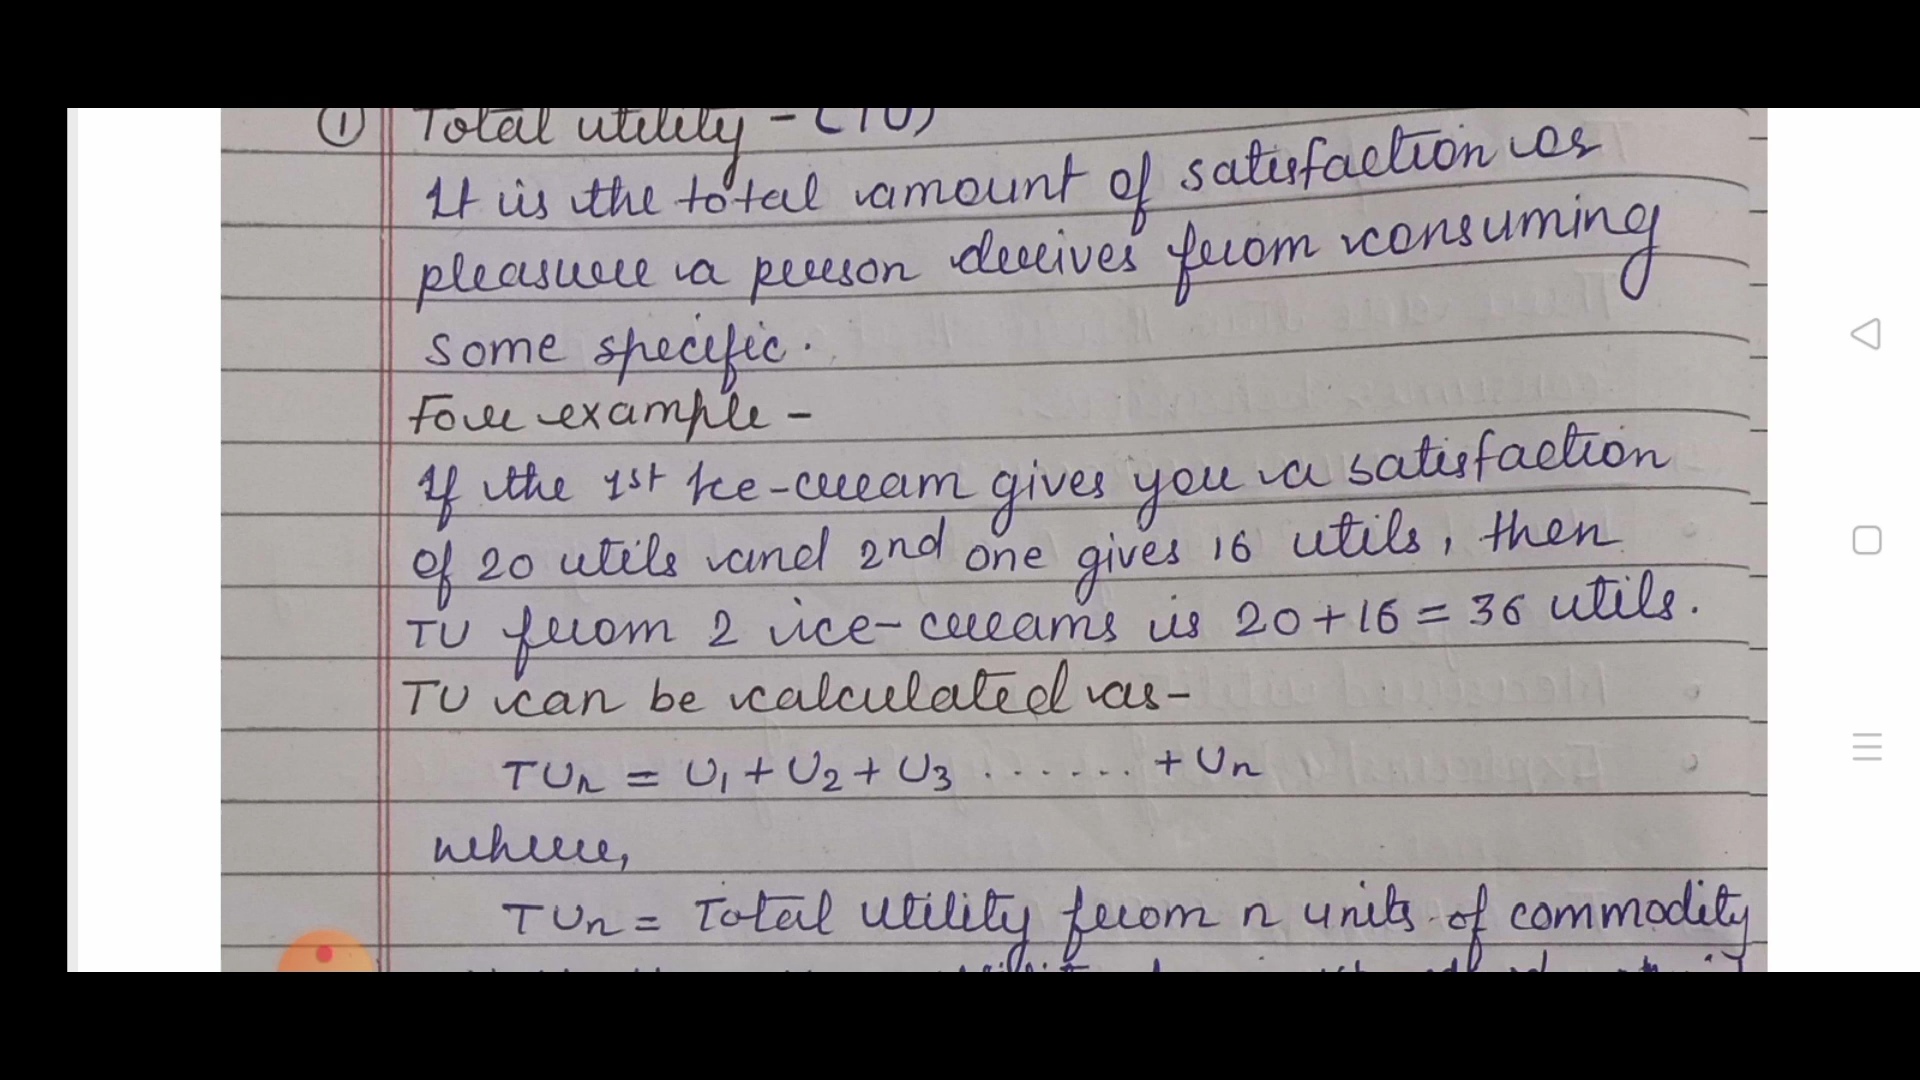 ① Total utility - (TU)
It is the total amount of satisfaction or
pleasure a person derives from consuming
some specific.
For example -
If the 1st Ice-cream gives you a satisfaction
of 20 utils and 2nd one gives 16 utils, then
TU from 2 ice-creams is 20+16 = 36 utils.
TU can be calculated as-
TUn = U1 + U2 + U3 ....... + Un
where,
TUn = Total utility from n units of commodity